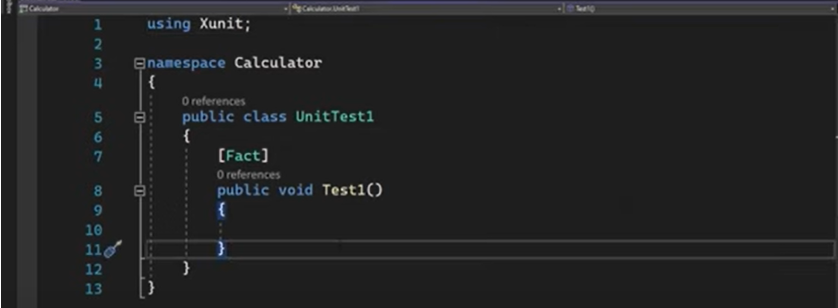 Calculator Calculator.UnitTest1 Test1()
1 using Xunit;
2
3 namespace Calculator
4 {
0 references
5 public class UnitTest1
6 {
7 [Fact]
0 references
8 public void Test1()
9 {
10
11 }
12 }
13 }